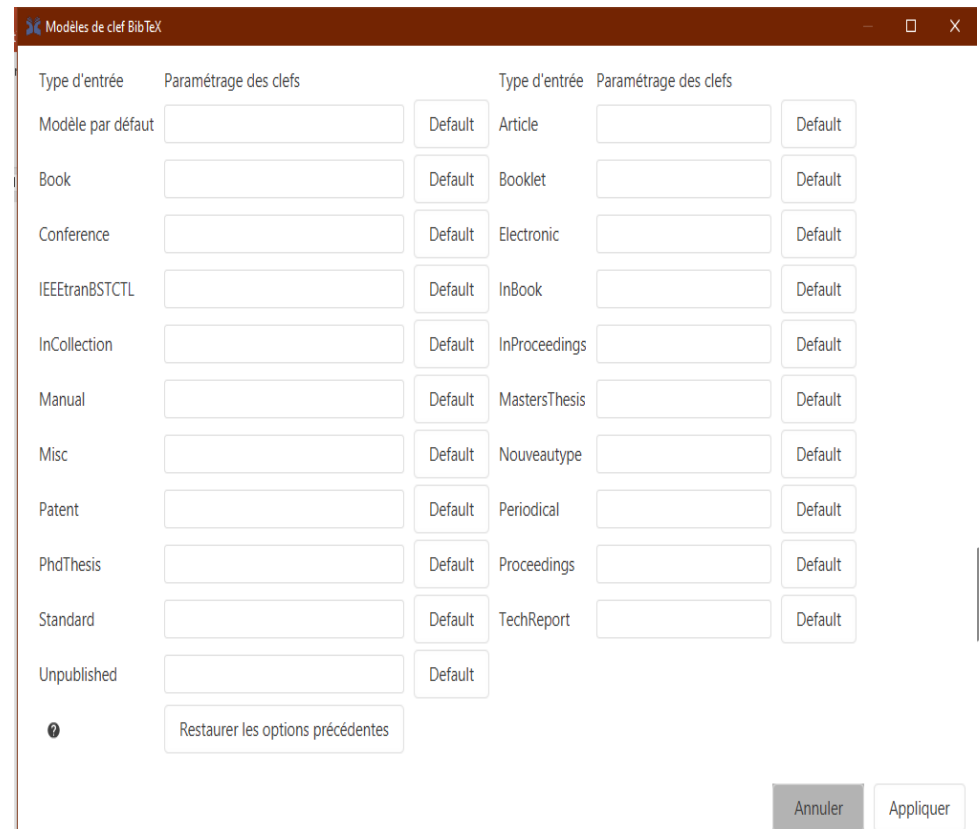 Modèles de clef BibTeX
Type d'entrée Paramétrage des clefs Type d'entrée Paramétrage des clefs
Modèle par défaut Default Article Default
Book Default Booklet Default
Conference Default Electronic Default
IEEEtranBSTCTL Default InBook Default
InCollection Default InProceedings Default
Manual Default MastersThesis Default
Misc Default Nouveautype Default
Patent Default Periodical Default
PhdThesis Default Proceedings Default
Standard Default TechReport Default
Unpublished Default
Restaurer les options précédentes
Annuler Appliquer